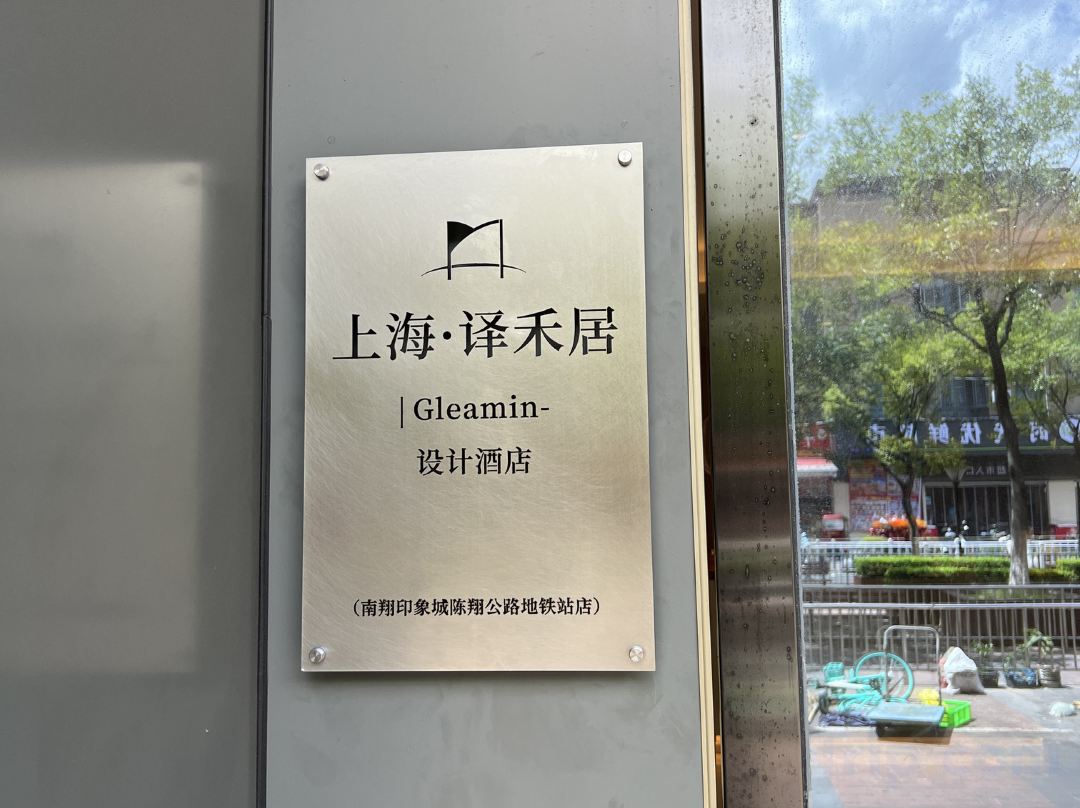 上海·译禾居
| Gleamin-
设计酒店
(南翔印象城陈翔公路地铁站店)